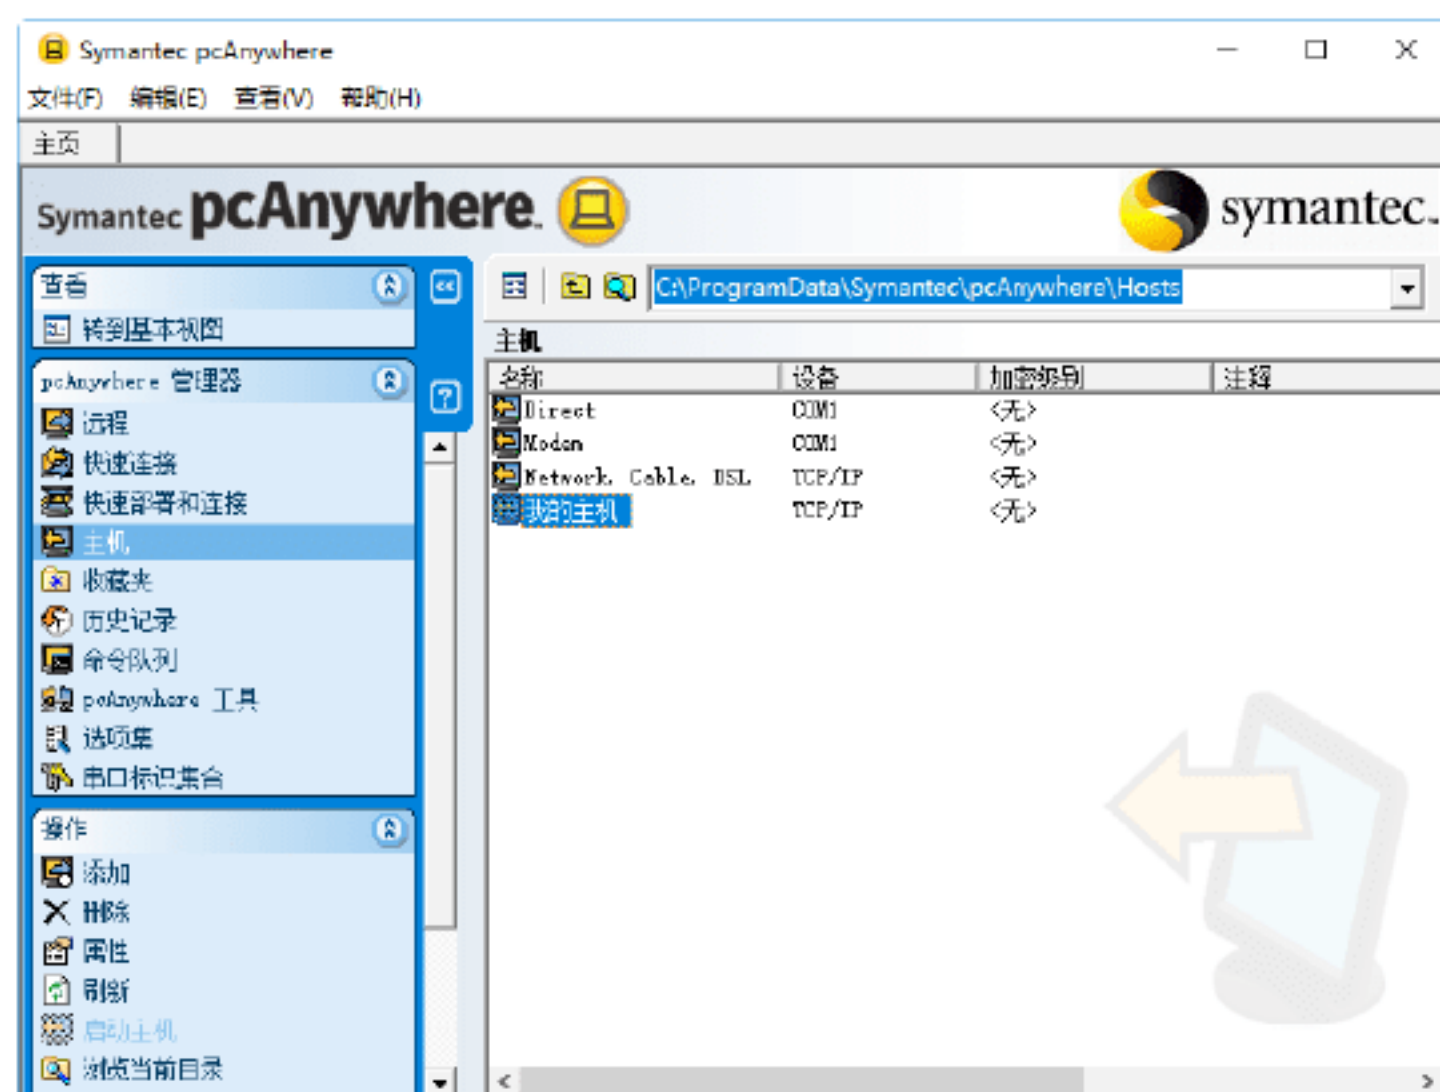 Symantec pcAnywhere
文件(F) 编辑(E) 查看(V) 帮助(H)
主页
Symantec pcAnywhere™ symantec.
查看
转到基本视图
pcAnywhere 管理器
远程
快速连接
快速部署和连接
主机
收藏夹
历史记录
命令队列
pcAnywhere 工具
选项集
串口标识集合
操作
添加
删除
属性
刷新
启动主机
浏览当前目录
C:\ProgramData\Symantec\pcAnywhere\Hosts
主机
名称 设备 加密级别 注释
Direct COM1 <无>
Modem COM1 <无>
Network, Cable, DSL TCP/IP <无>
我的主机 TCP/IP <无>